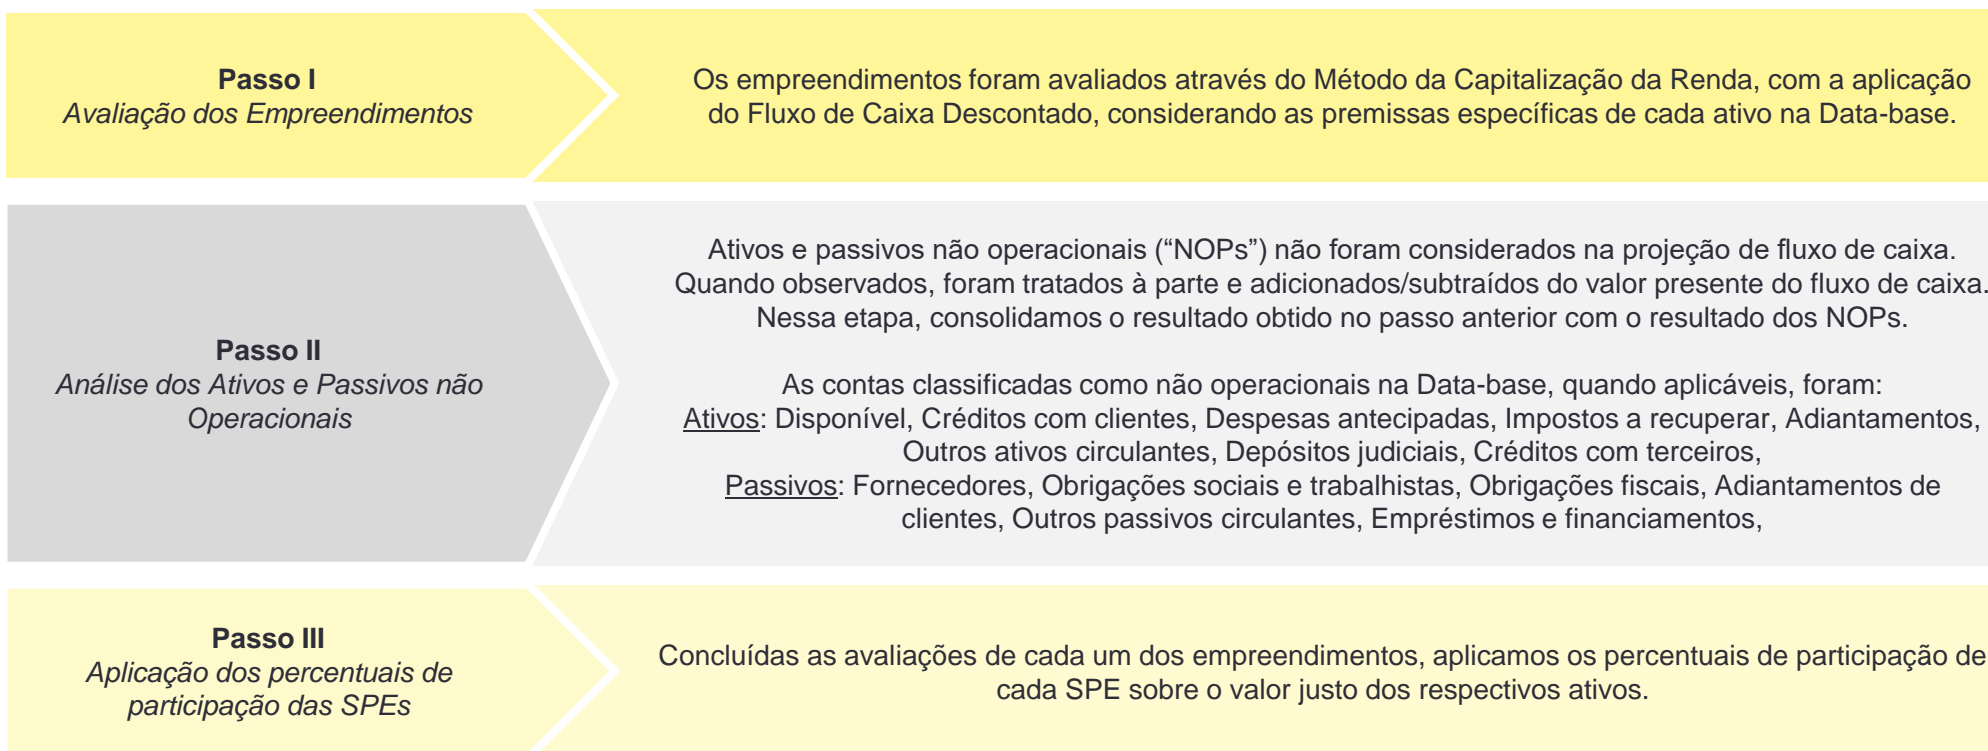 Passo I
Avaliação dos Empreendimentos
Os empreendimentos foram avaliados através do Método da Capitalização da Renda, com a aplicação
do Fluxo de Caixa Descontado, considerando as premissas específicas de cada ativo na Data-base.
Passo II
Análise dos Ativos e Passivos não
Operacionais
Ativos e passivos não operacionais (“NOPs”) não foram considerados na projeção de fluxo de caixa.
Quando observados, foram tratados à parte e adicionados/subtraídos do valor presente do fluxo de caixa.
Nessa etapa, consolidamos o resultado obtido no passo anterior com o resultado dos NOPs.
As contas classificadas como não operacionais na Data-base, quando aplicáveis, foram:
Ativos: Disponível, Créditos com clientes, Despesas antecipadas, Impostos a recuperar, Adiantamentos,
Outros ativos circulantes, Depósitos judiciais, Créditos com terceiros,
Passivos: Fornecedores, Obrigações sociais e trabalhistas, Obrigações fiscais, Adiantamentos de
clientes, Outros passivos circulantes, Empréstimos e financiamentos,
Passo III
Aplicação dos percentuais de
participação das SPEs
Concluídas as avaliações de cada um dos empreendimentos, aplicamos os percentuais de participação de
cada SPE sobre o valor justo dos respectivos ativos.